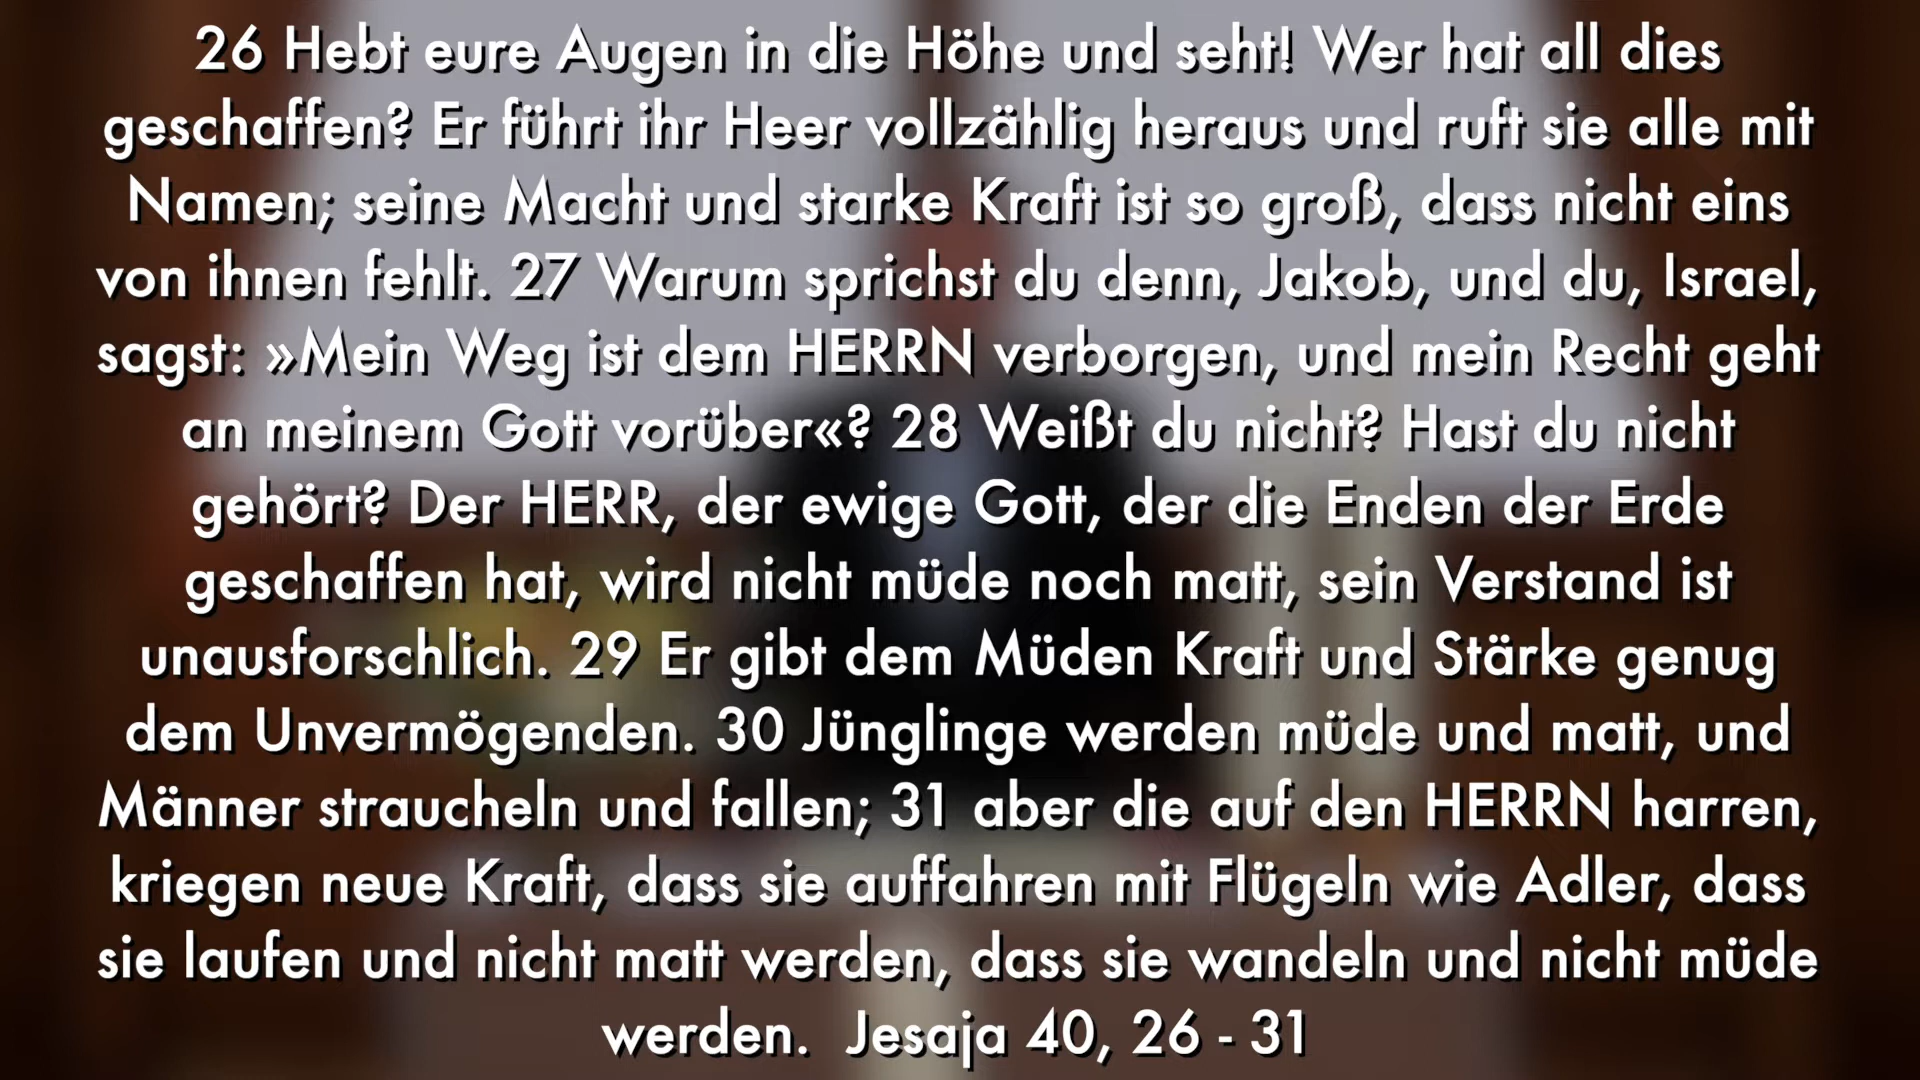 26 Hebt eure Augen in die Höhe und seht! Wer hat all dies
geschaffen? Er führt ihr Heer vollzählig heraus und ruft sie alle mit
Namen; seine Macht und starke Kraft ist so groß, dass nicht eins
von ihnen fehlt. 27 Warum sprichst du denn, Jakob, und du, Israel,
sagst: »Mein Weg ist dem HERRN verborgen, und mein Recht geht
an meinem Gott vorüber«? 28 Weißt du nicht? Hast du nicht
gehört? Der HERR, der ewige Gott, der die Enden der Erde
geschaffen hat, wird nicht müde noch matt, sein Verstand ist
unausforschlich. 29 Er gibt dem Müden Kraft und Stärke genug
dem Unvermögenden. 30 Jünglinge werden müde und matt, und
Männer straucheln und fallen; 31 aber die auf den HERRN harren,
kriegen neue Kraft, dass sie auffahren mit Flügeln wie Adler, dass
sie laufen und nicht matt werden, dass sie wandeln und nicht müde
werden. Jesaja 40, 26 - 31